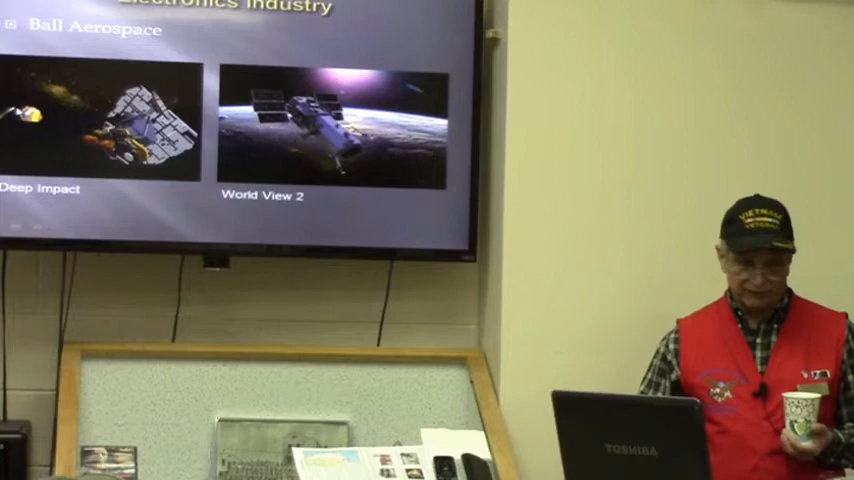 Electronics Industry
Ball Aerospace
Deep Impact
World View 2
VIETNAM
VETERAN
TOSHIBA